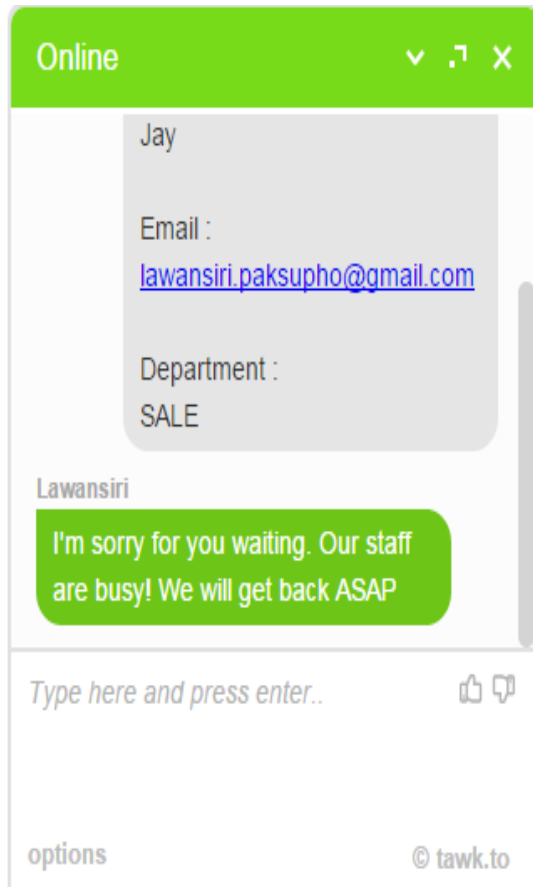 Online
Jay
Email :
lawansiri.paksupho@gmail.com
Department :
SALE
Lawansiri
I'm sorry for you waiting. Our staff
are busy! We will get back ASAP
Type here and press enter..
options
© tawk.to